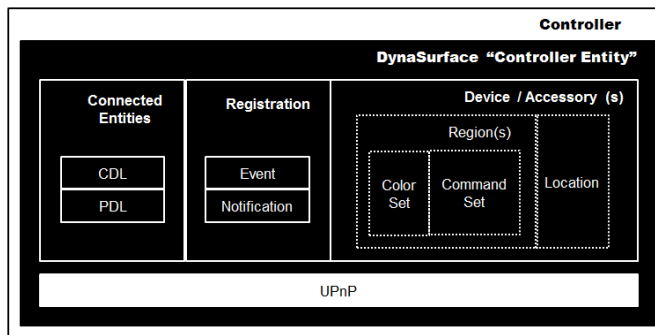 Controller
DynaSurface “Controller Entity”
Connected
Entities
CDL
PDL
Registration
Event
Notification
Device / Accessory (s)
Region(s)
Color
Set
Command
Set
Location
UPnP